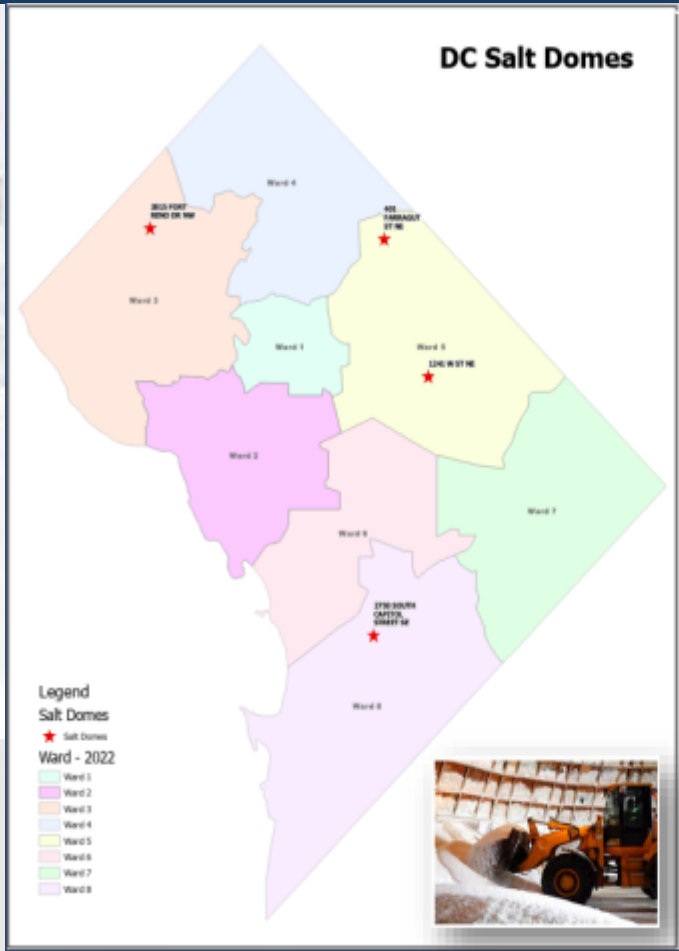 DC Salt Domes
Ward 4
3815 FORT
RENO DR NW
401
FARRAGUT
ST NE
Ward 3
Ward 1
Ward 5
1241 W ST NE
Ward 2
Ward 7
Ward 6
2750 SOUTH
CAPITOL
STREET SE
Ward 8
Legend
Salt Domes
Salt Domes
Ward - 2022
Ward 1
Ward 2
Ward 3
Ward 4
Ward 5
Ward 6
Ward 7
Ward 8